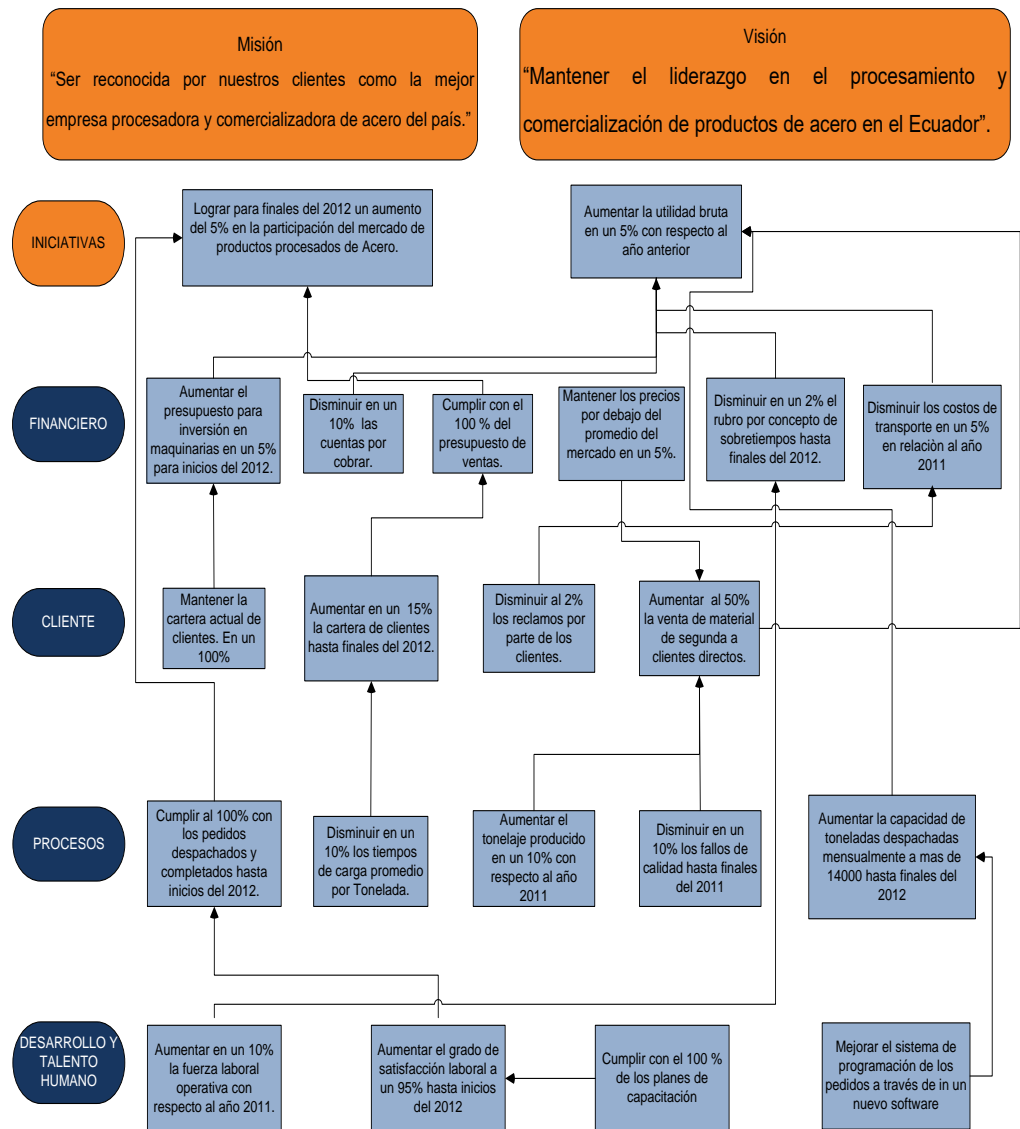 Misión
“Ser reconocida por nuestros clientes como la mejor
empresa procesadora y comercializadora de acero del país.”
Visión
“Mantener el liderazgo en el procesamiento y
comercialización de productos de acero en el Ecuador”.
INICIATIVAS
Lograr para finales del 2012 un aumento
del 5% en la participación del mercado de
productos procesados de Acero.
Aumentar la utilidad bruta
en un 5% con respecto al
año anterior
FINANCIERO
Aumentar el
presupuesto para
inversión en
maquinarias en un 5%
para inicios del 2012.
Disminuir en un
10% las
cuentas por
cobrar.
Cumplir con el
100 % del
presupuesto de
ventas.
Mantener los precios
por debajo del
promedio del
mercado en un 5%.
Disminuir en un 2% el
rubro por concepto de
sobretiempos hasta
finales del 2012.
Disminuir los costos de
transporte en un 5%
en relaciòn al año
2011
CLIENTE
Mantener la
cartera actual de
clientes. En un
100%
Aumentar en un 15%
la cartera de clientes
hasta finales del 2012.
Disminuir al 2%
los reclamos por
parte de los
clientes.
Aumentar al 50%
la venta de material
de segunda a
clientes directos.
PROCESOS
Cumplir al 100% con
los pedidos
despachados y
completados hasta
inicios del 2012.
Disminuir en un
10% los tiempos
de carga promedio
por Tonelada.
Aumentar el
tonelaje producido
en un 10% con
respecto al año
2011
Disminuir en un
10% los fallos de
calidad hasta finales
del 2011
Aumentar la capacidad de
toneladas despachadas
mensualmente a mas de
14000 hasta finales del
2012
DESARROLLO Y
TALENTO
HUMANO
Aumentar en un 10%
la fuerza laboral
operativa con
respecto al año 2011.
Aumentar el grado de
satisfacción laboral a
un 95% hasta inicios
del 2012
Cumplir con el 100 %
de los planes de
capacitación
Mejorar el sistema de
programación de los
pedidos a través de in un
nuevo software